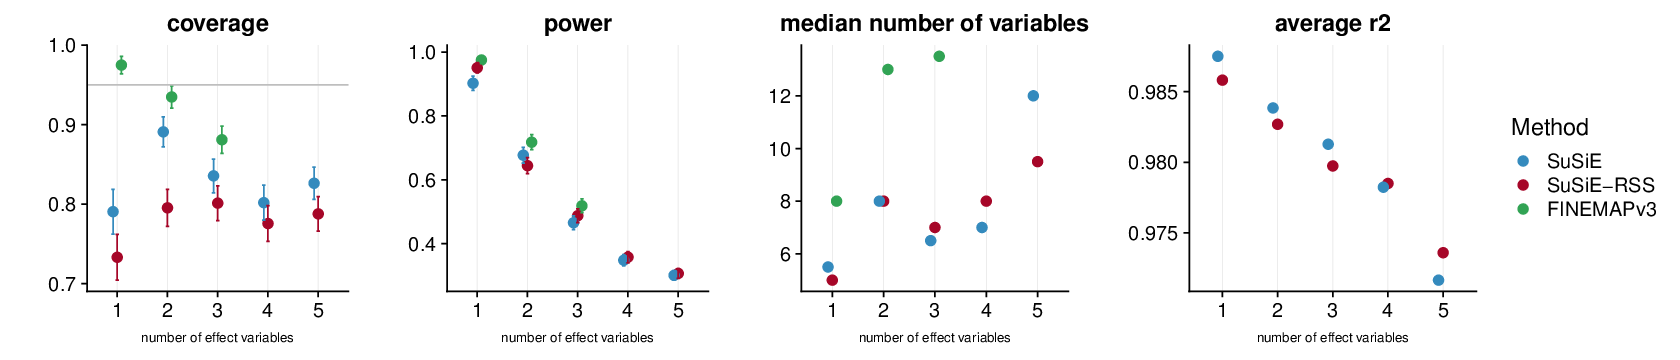 coverage
1.0
0.9
0.8
0.7
1 2 3 4 5
number of effect variables
power
1.0
0.8
0.6
0.4
1 2 3 4 5
number of effect variables
median number of variables
12
10
8
6
1 2 3 4 5
number of effect variables
average r2
0.985
0.980
0.975
1 2 3 4 5
number of effect variables
Method
SuSiE
SuSiE−RSS
FINEMAPv3